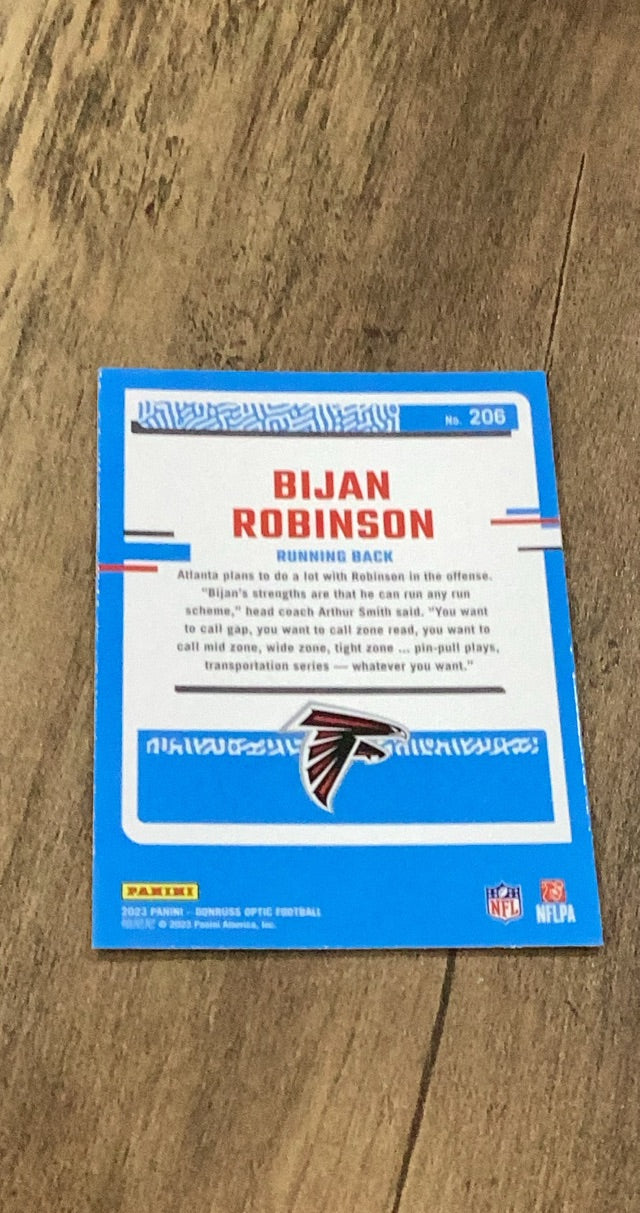 No. 206
BIJAN
ROBINSON
RUNNING BACK
Atlanta plans to do a lot with Robinson in the offense.
"Bijan's strengths are that he can run any run
scheme," head coach Arthur Smith said. "You want
to call gap, you want to call zone read, you want to
call mid zone, wide zone, tight zone ... pin-pull plays,
transportation series — whatever you want."
PANINI
2023 PANINI - DONRUSS OPTIC FOOTBALL
© 2023 Panini America, Inc.
NFL
NFLPA